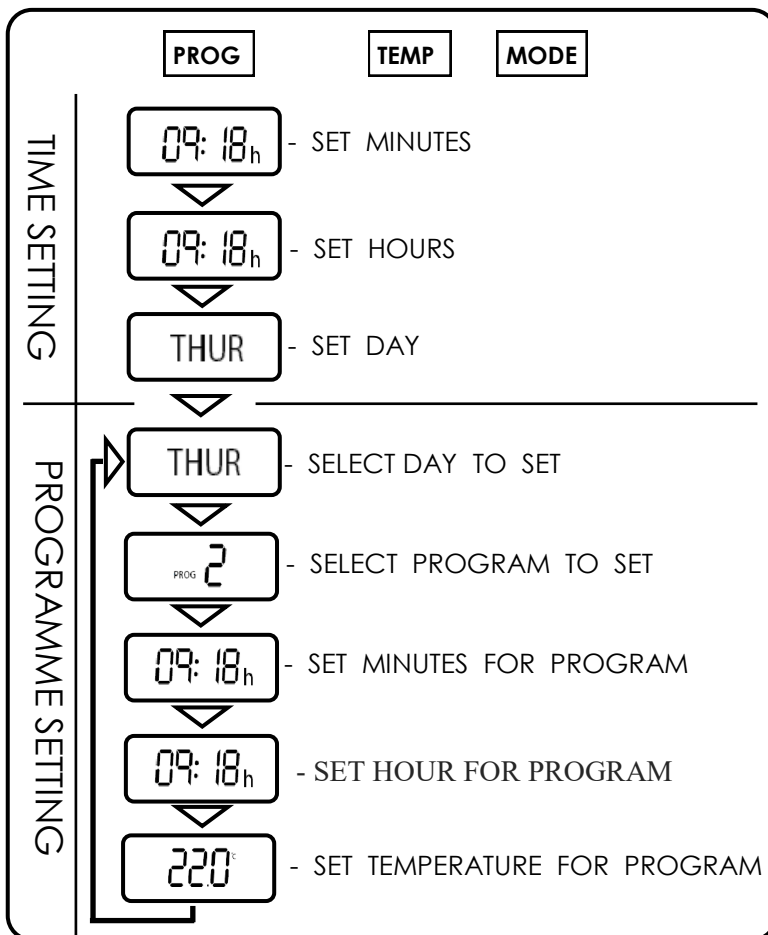 PROG TEMP MODE
TIME SETTING
09:18h - SET MINUTES
09:18h - SET HOURS
THUR - SET DAY
PROGRAMME SETTING
THUR - SELECT DAY TO SET
PROG 2 - SELECT PROGRAM TO SET
09:18h - SET MINUTES FOR PROGRAM
09:18h - SET HOUR FOR PROGRAM
22.0°C - SET TEMPERATURE FOR PROGRAM